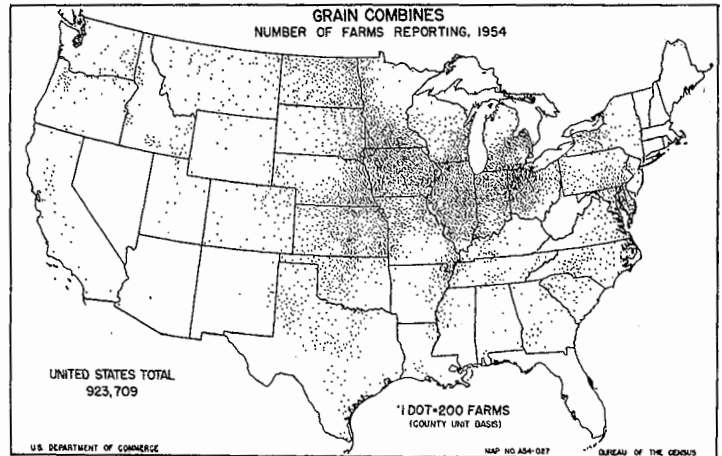 GRAIN COMBINES
NUMBER OF FARMS REPORTING, 1954
UNITED STATES TOTAL
923,709
1 DOT=200 FARMS
(COUNTY UNIT BASIS)
U.S. DEPARTMENT OF COMMERCE
MAP NO. A54-027
BUREAU OF THE CENSUS